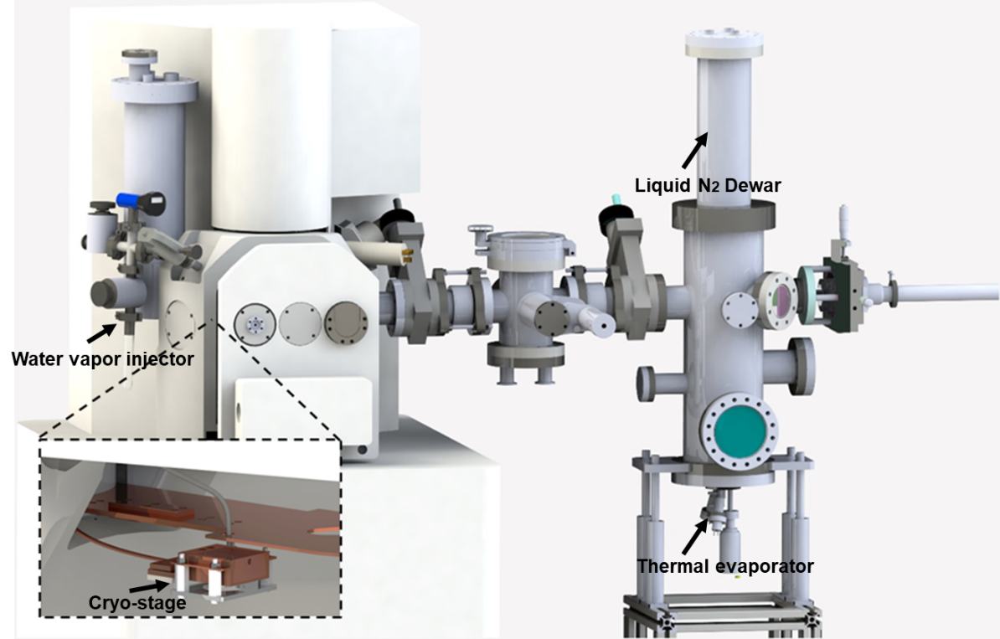 Liquid N2 Dewar
Water vapor injector
Thermal evaporator
Cryo-stage